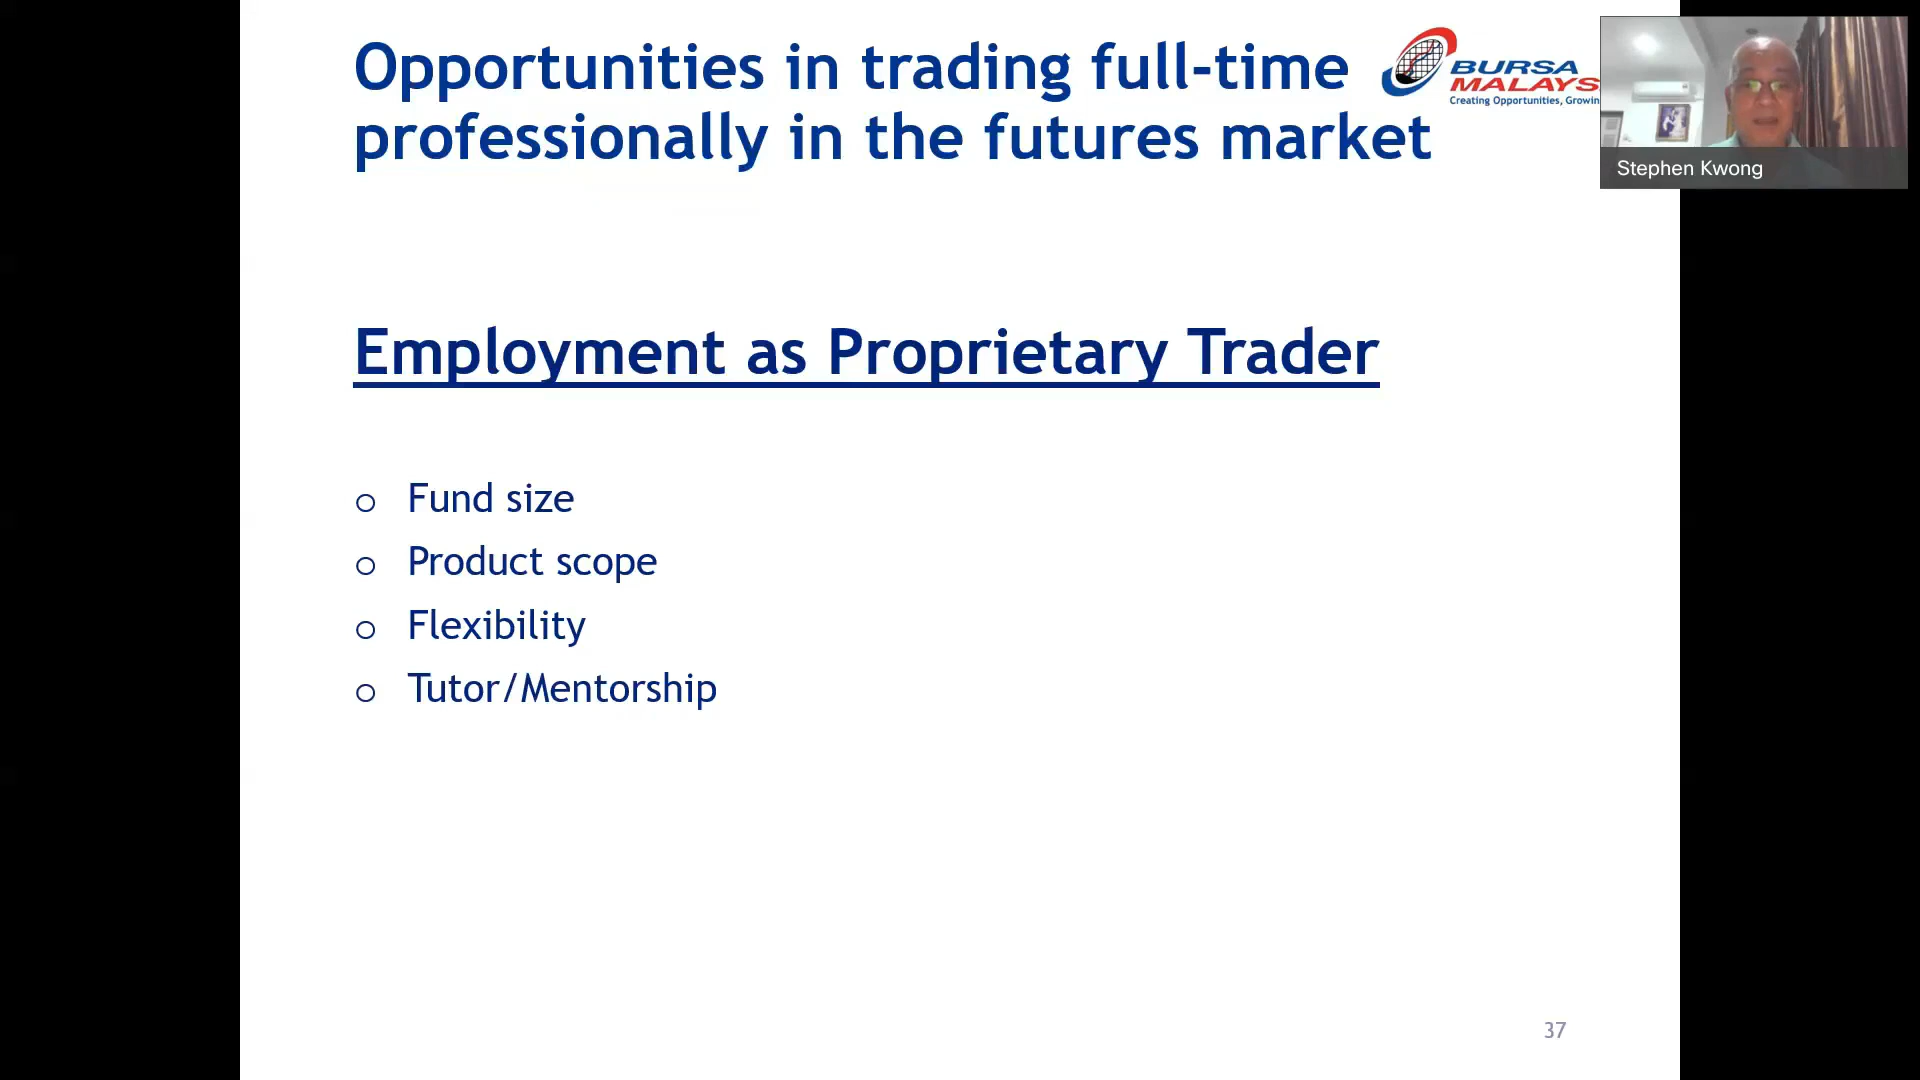 Opportunities in trading full-time
professionally in the futures market
BURSA
MALAYS
Creating Opportunities, Growin
Stephen Kwong
Employment as Proprietary Trader
o Fund size
o Product scope
o Flexibility
o Tutor/Mentorship
37